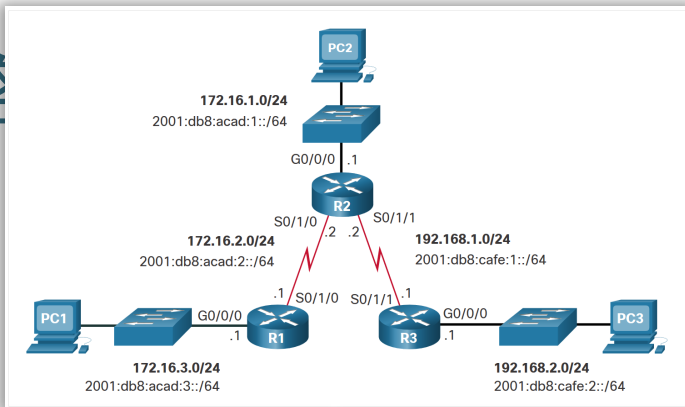 PC2
172.16.1.0/24
2001:db8:acad:1::/64
G0/0/0 .1
R2
S0/1/0 S0/1/1
.2 .2
172.16.2.0/24
2001:db8:acad:2::/64
192.168.1.0/24
2001:db8:cafe:1::/64
.1 S0/1/0
S0/1/1 .1
PC1
G0/0/0
.1
R1
R3
G0/0/0
.1
PC3
172.16.3.0/24
2001:db8:acad:3::/64
192.168.2.0/24
2001:db8:cafe:2::/64